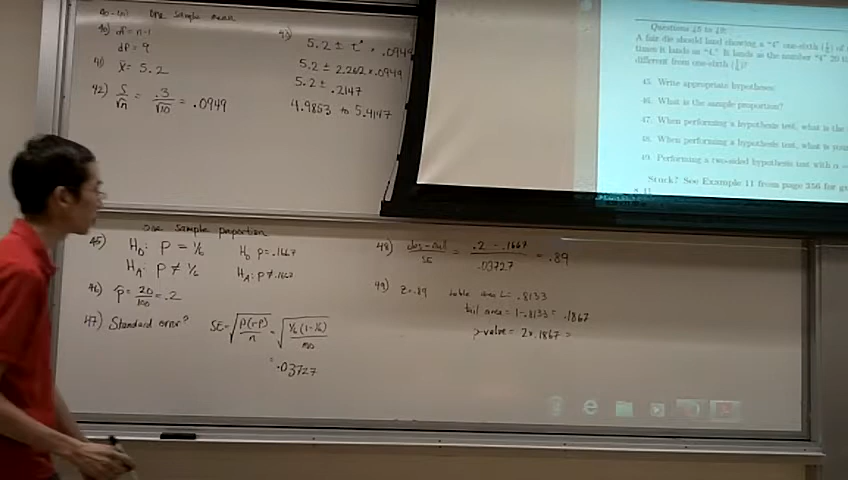 One Sample mean
40) df = n-1
df = 9
41) x̄ = 5.2
42) S/√n = .3/√10 = .0949
43) 5.2 ± t* × .0949
5.2 ± 2.262 × .0949
5.2 ± .2147
4.9853 to 5.4147
Questions 45 to 49:
A fair die should land showing a "4" one-sixth (1/6) of
times it lands as "4." It lands as the number "4" 20
different from one-sixth (1/6)?
45. Write appropriate hypotheses
46. What is the sample proportion?
47. When performing a hypothesis test, what is the
48. When performing a hypothesis test, what is your
49. Performing a two-sided hypothesis test with α
Stuck? See Example 11 from page 356 for
One Sample proportion
45) H₀: P = 1/6 H₀ p = .1667
Hₐ: P ≠ 1/6 Hₐ: p ≠ .1667
46) p̂ = 20/100 = .2
47) Standard error? SE = √(p(1-p)/n) = √(1/6(1-1/6)/100)
= .03727
48) obs-null/SE = .2 - .1667/.03727 = .89
49) z = .89 table area L = .8133
tail area = 1-.8133 = .1867
p-value = 2×.1867 =